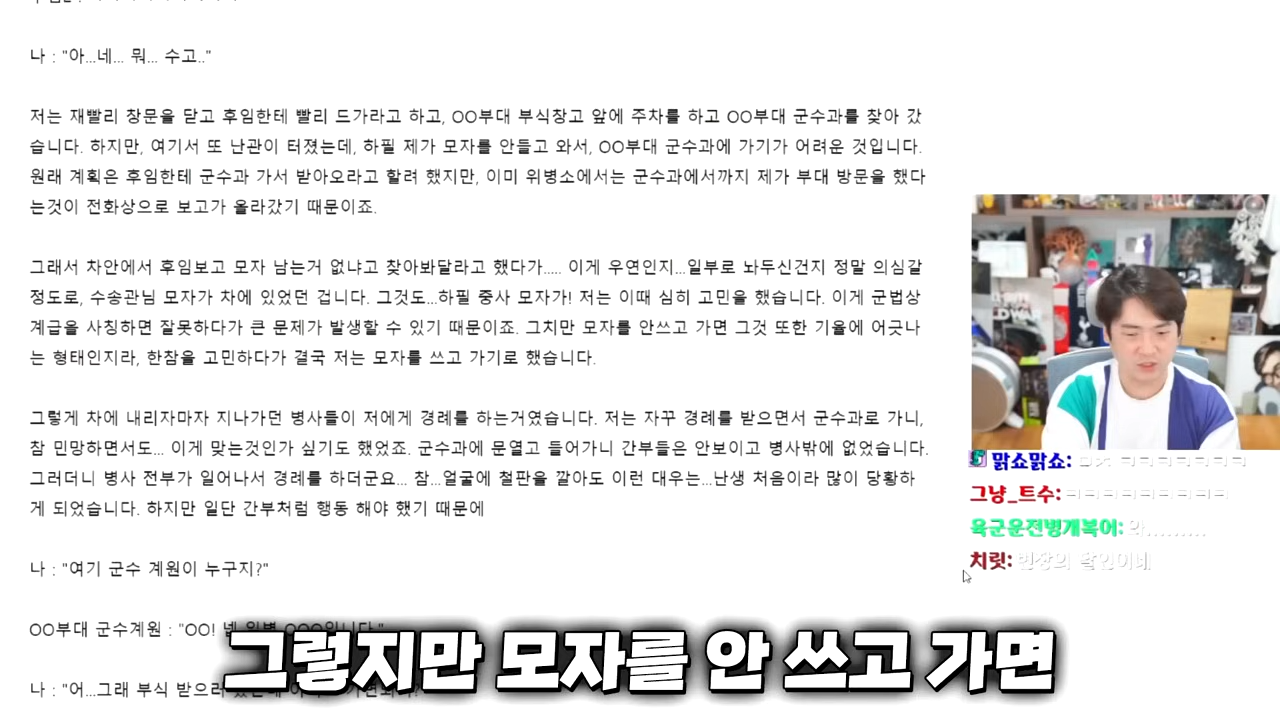 나 : "아...네... 뭐... 수고.."
저는 재빨리 창문을 닫고 후임한테 빨리 드가라고 하고, OO부대 부식창고 앞에 주차를 하고 OO부대 군수과를 찾아 갔
습니다. 하지만, 여기서 또 난관이 터졌는데, 하필 제가 모자를 안들고 와서, OO부대 군수과에 가기가 어려운 것입니다.
원래 계획은 후임한테 군수과 가서 받아오라고 할려 했지만, 이미 위병소에서는 군수과에서까지 제가 부대 방문을 했다
는것이 전화상으로 보고가 올라갔기 때문이죠.
그래서 차안에서 후임보고 모자 남는거 없냐고 찾아봐달라고 했다가..... 이게 우연인지...일부로 놔두신건지 정말 의심갈
정도로, 수송관님 모자가 차에 있었던 겁니다. 그것도...하필 중사 모자가! 저는 이때 심히 고민을 했습니다. 이게 군법상
계급을 사칭하면 잘못하다가 큰 문제가 발생할 수 있기 때문이죠. 그치만 모자를 안쓰고 가면 그것 또한 기율에 어긋나
는 형태인지라, 한참을 고민하다가 결국 저는 모자를 쓰고 가기로 했습니다.
그렇게 차에 내리자마자 지나가던 병사들이 저에게 경례를 하는거였습니다. 저는 자꾸 경례를 받으면서 군수과로 가니,
참 민망하면서도... 이게 맞는것인가 싶기도 했었죠. 군수과에 문열고 들어가니 간부들은 안보이고 병사밖에 없었습니다.
그러더니 병사 전부가 일어나서 경례를 하더군요... 참...얼굴에 철판을 깔아도 이런 대우는...난생 처음이라 많이 당황하
게 되었습니다. 하지만 일단 간부처럼 행동 해야 했기 때문에
나 : "여기 군수 계원이 누구지?"
OO부대 군수계원 : "OO! 넵
나 : "어...그래 부식
그렇지만 모자를 안 쓰고 가면
맑쇼맑쇼: ㅋㅋㅋㅋㅋㅋㅋ
그냥_트수: ㅋㅋㅋㅋㅋㅋㅋㅋㅋ
육군운전병개복어: 와.........
치릿: